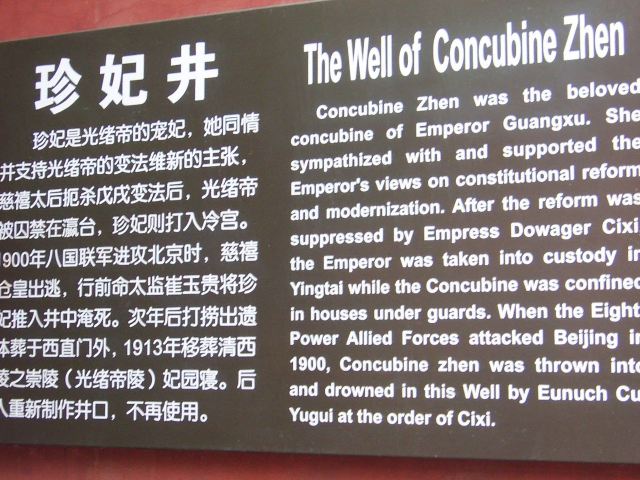 珍妃井
珍妃是光绪帝的宠妃，她同情
并支持光绪帝的变法维新的主张，
慈禧太后扼杀戊戌变法后，光绪帝
被囚禁在瀛台，珍妃则打入冷宫。
1900年八国联军进攻北京时，慈禧
仓皇出逃，行前命太监崔玉贵将珍
妃推入井中淹死。次年后打捞出遗
体葬于西直门外，1913年移葬清西
陵之崇陵（光绪帝陵）妃园寝。后
人重新制作井口，不再使用。
The Well of Concubine Zhen
Concubine Zhen was the beloved
concubine of Emperor Guangxu. She
sympathized with and supported the
Emperor's views on constitutional reform
and modernization. After the reform was
suppressed by Empress Dowager Cixi,
the Emperor was taken into custody in
Yingtai while the Concubine was confined
in houses under guards. When the Eight
Power Allied Forces attacked Beijing in
1900, Concubine zhen was thrown into
and drowned in this Well by Eunuch Cu
Yugui at the order of Cixi.